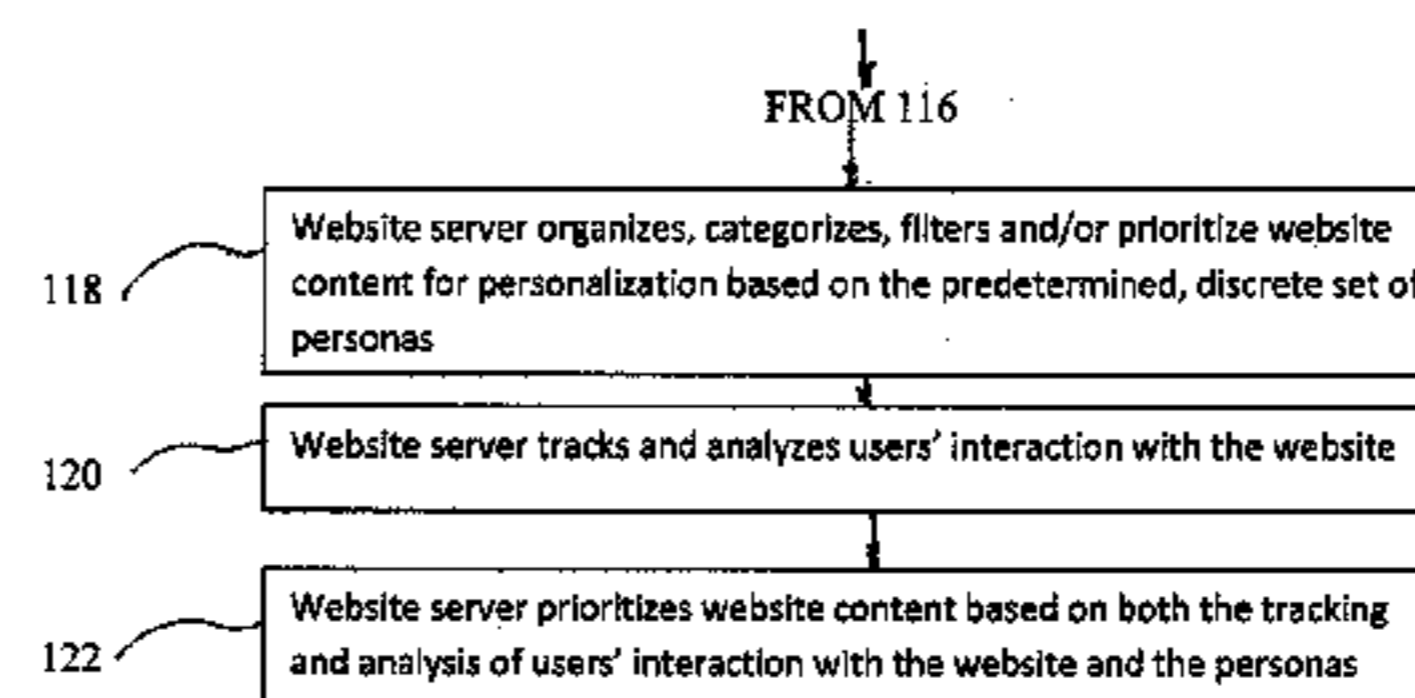 FROM 116
Website server organizes, categorizes, filters and/or prioritize website
118
content for personalization based on the predetermined, discrete set of
personas
Website server tracks and analyzes users' interaction with the website
120
Website server prioritizes website content based on both the tracking
122
and analysis of users' interaction with the website and the personas